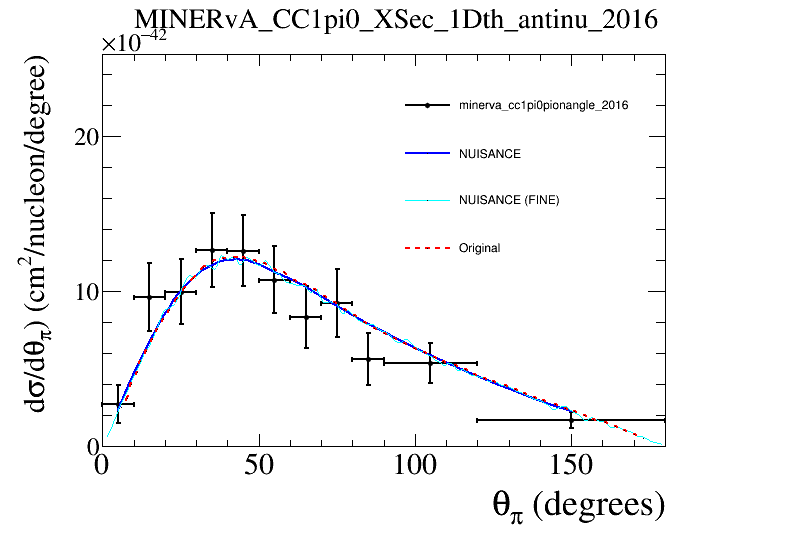 MINERvA_CC1pi0_XSec_1Dth_antinu_2016
×10⁻⁴²
dσ/dθπ) (cm²/nucleon/degree)
20
10
0
minerva_cc1pi0pionangle_2016
NUISANCE
NUISANCE (FINE)
Original
0 50 100 150
θπ (degrees)